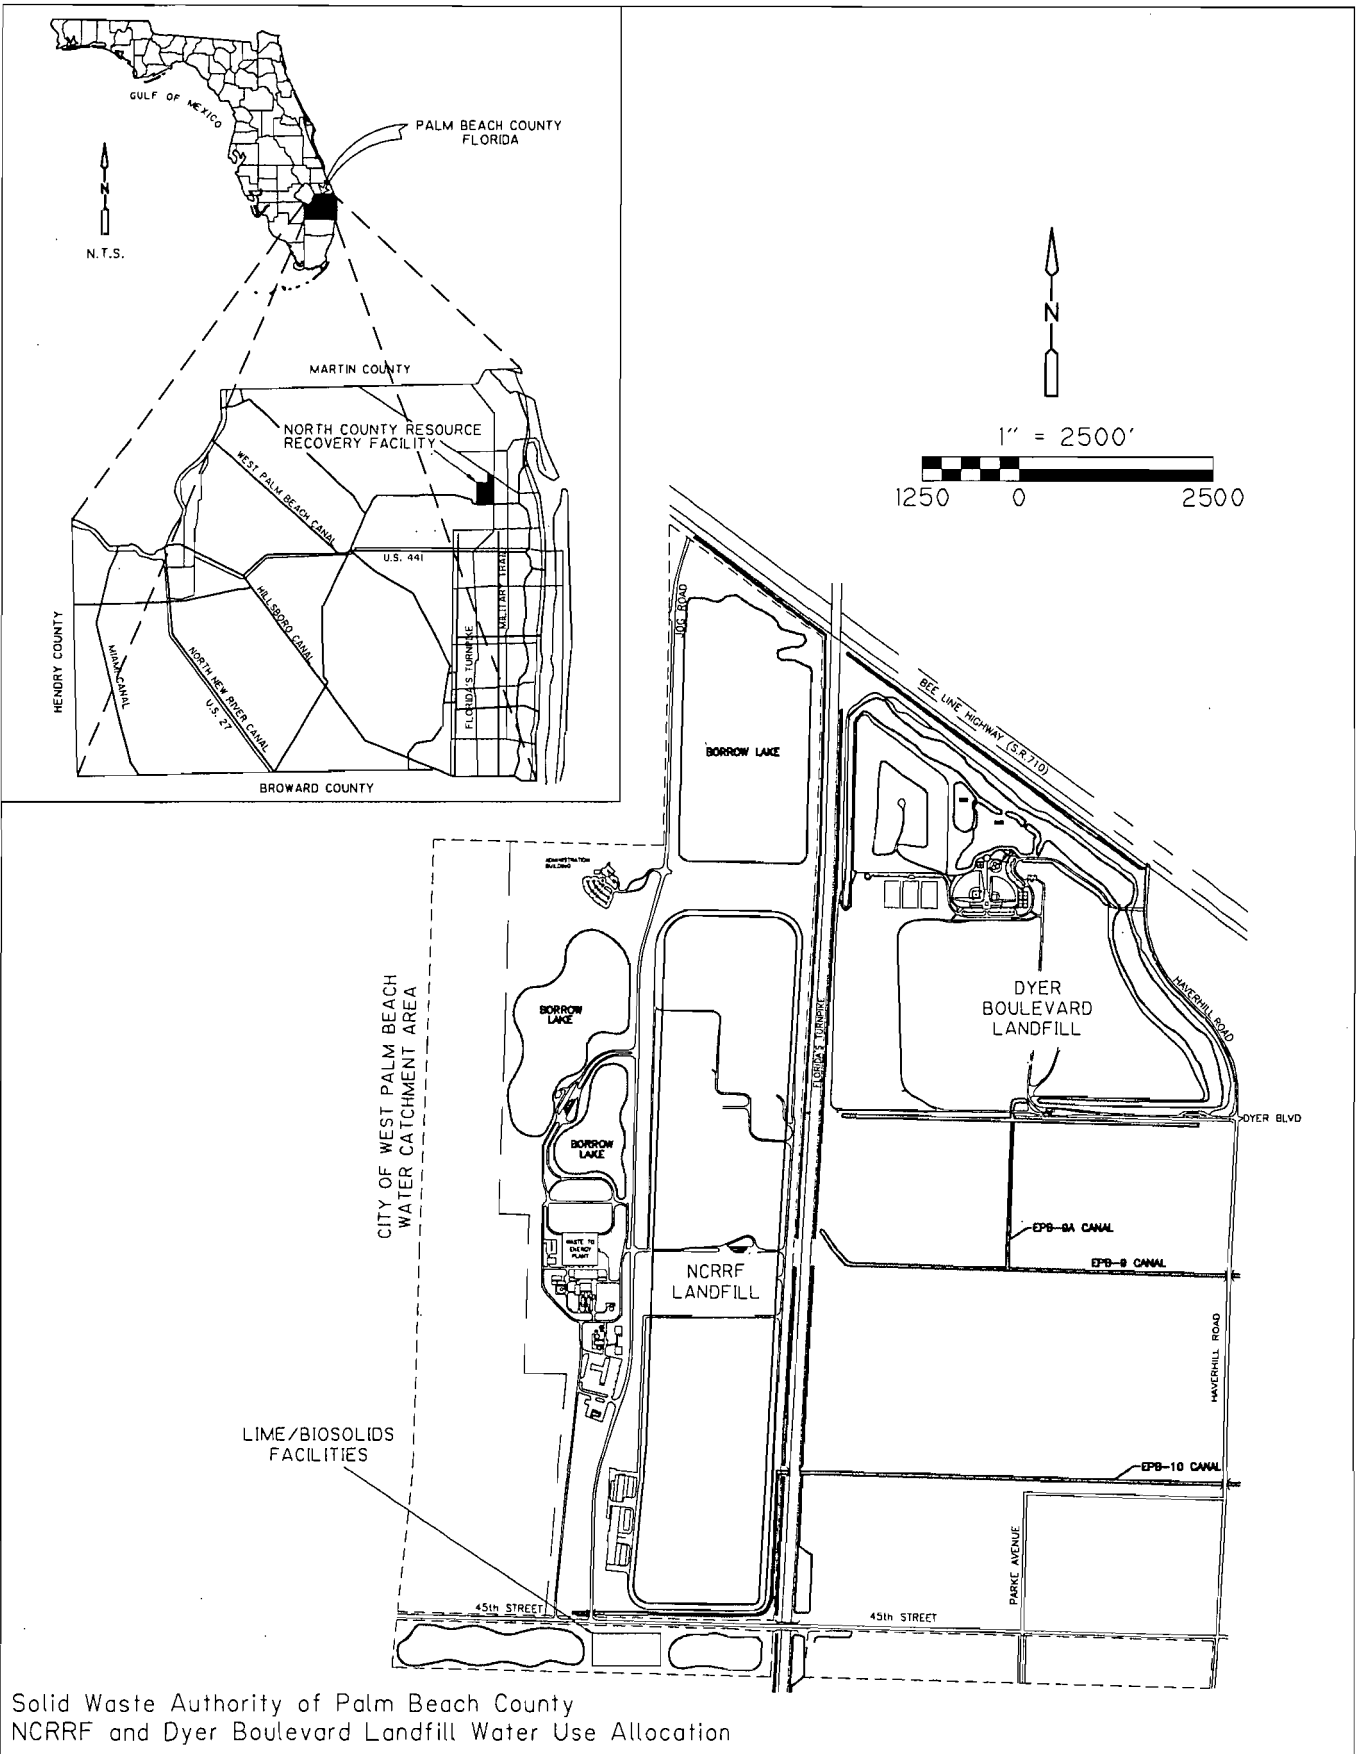 GULF OF MEXICO
PALM BEACH COUNTY
FLORIDA
N
N.T.S.
MARTIN COUNTY
NORTH COUNTY RESOURCE
RECOVERY FACILITY
WEST PALM BEACH CANAL
U.S. 441
HILLSBORO CANAL
MILITARY TRAIL
FLORIDA'S TURNPIKE
HENDRY COUNTY
MIAMI CANAL
NORTH NEW RIVER CANAL
U.S. 27
BROWARD COUNTY
N
1" = 2500'
1250 0 2500
JOG ROAD
BEE LINE HIGHWAY (S.R.710)
BORROW LAKE
ADMINISTRATION
BUILDING
CITY OF WEST PALM BEACH
WATER CATCHMENT AREA
BORROW
LAKE
DYER
BOULEVARD
LANDFILL
HAVERHILL ROAD
FLORIDA'S TURNPIKE
BORROW
LAKE
DYER BLVD
WASTE TO
ENERGY
PLANT
EPB-9A CANAL
EPB-9 CANAL
NCRRF
LANDFILL
HAVERHILL ROAD
LIME/BIOSOLIDS
FACILITIES
EPB-10 CANAL
PARKE AVENUE
45th STREET
45th STREET
Solid Waste Authority of Palm Beach County
NCRRF and Dyer Boulevard Landfill Water Use Allocation